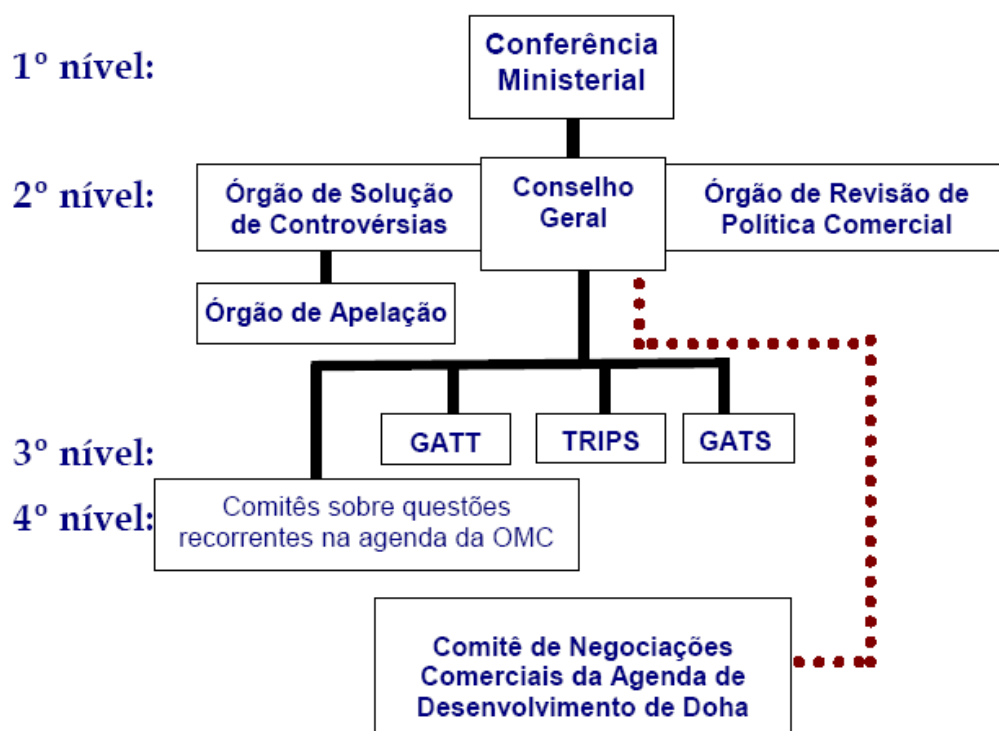 1º nível:
Conferência
Ministerial
2º nível:
Órgão de Solução
de Controvérsias
Conselho
Geral
Órgão de Revisão de
Política Comercial
Órgão de Apelação
3º nível:
GATT
TRIPS
GATS
4º nível:
Comitês sobre questões
recorrentes na agenda da OMC
Comitê de Negociações
Comerciais da Agenda de
Desenvolvimento de Doha